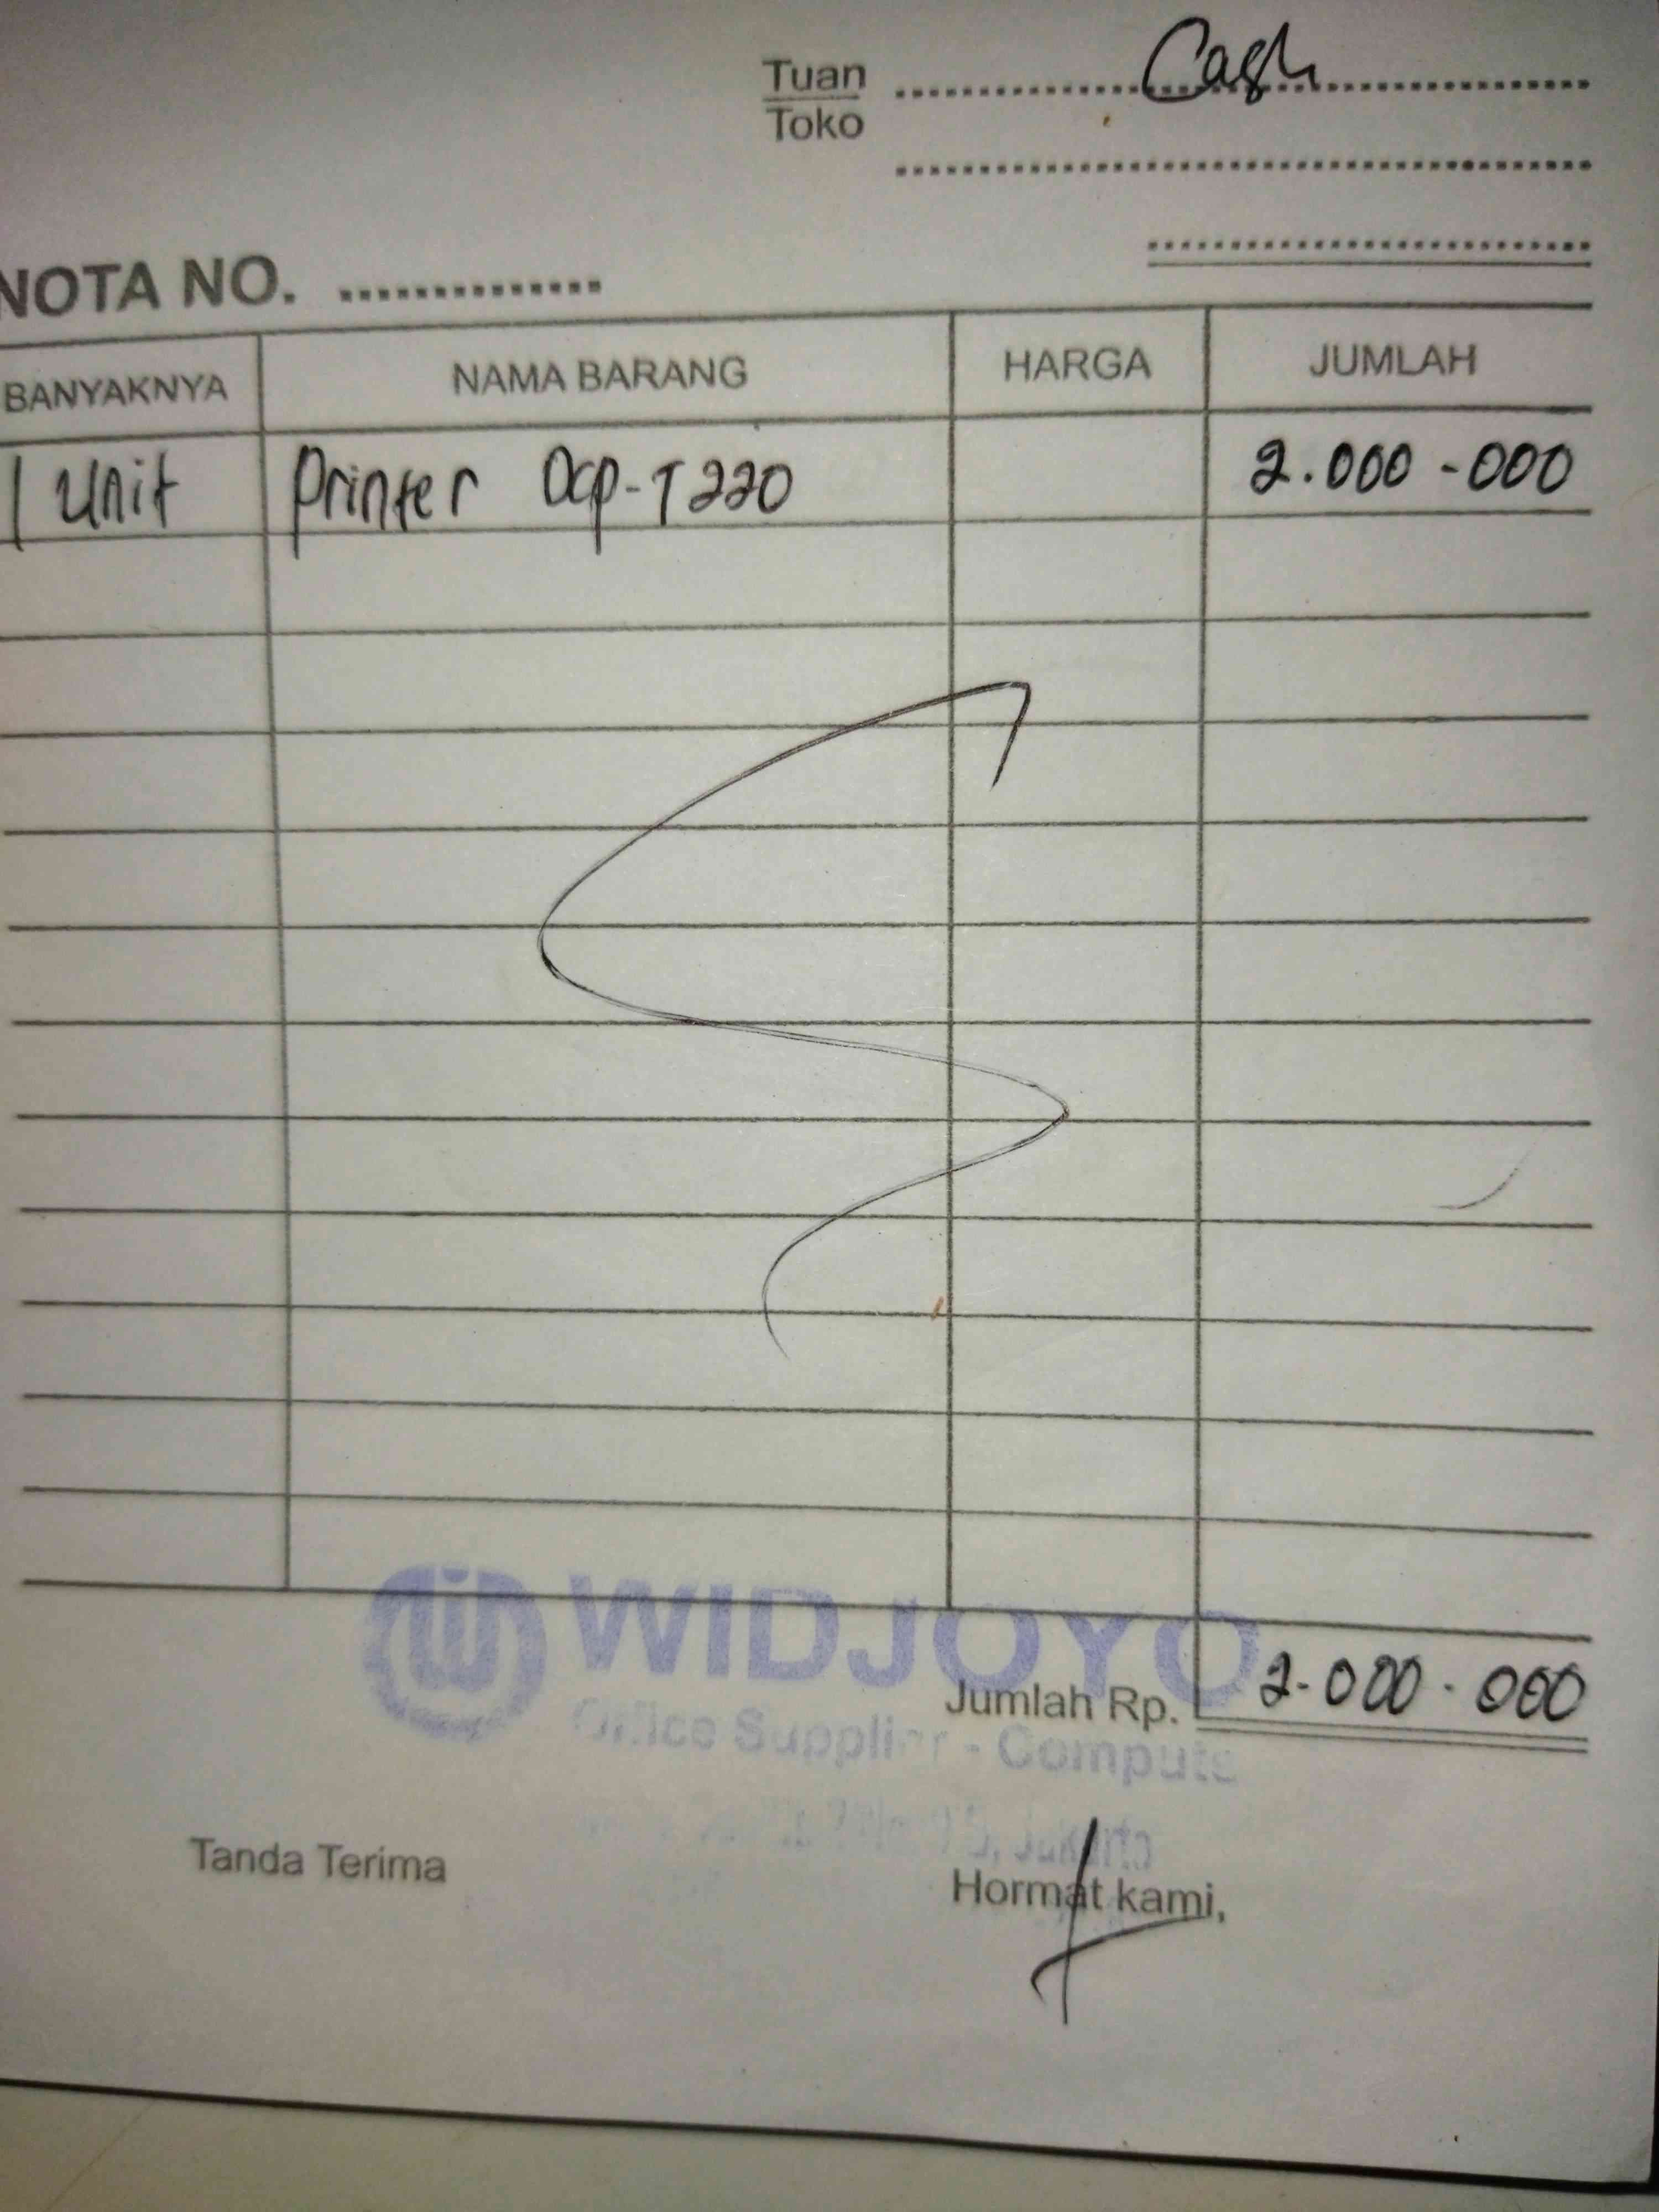 Tuan Cash
Toko
NOTA NO.
BANYAKNYA NAMA BARANG HARGA JUMLAH
1 Unit Printer Dcp-T220 2.000-000
WIDJOYO
Jumlah Rp. 2.000.000
Office Supplier - Compute
Tanda Terima
Hormat kami,